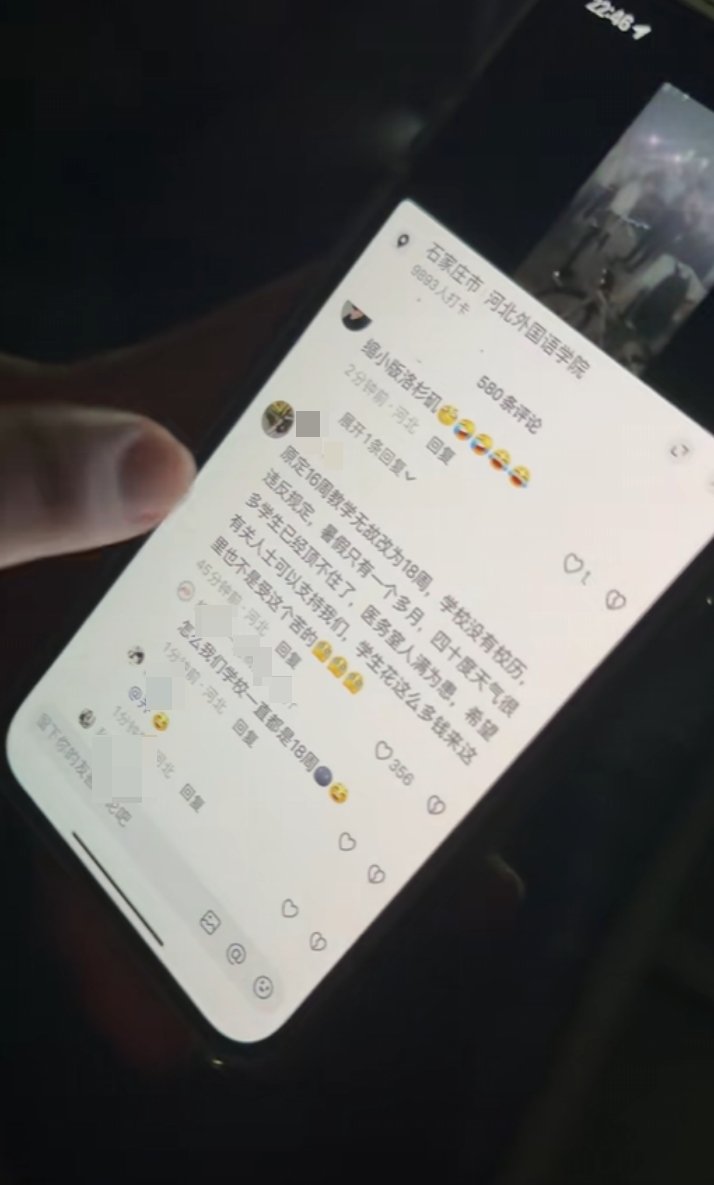 22:46
石家庄市 河北外国语学院
9893人打卡
580条评论
缩小版洛杉矶
2分钟前·河北 回复
1
展开1条回复
原定16周教学无故改为18周，学校没有校历，
违反规定，暑假只有一个多月，四十度天气很
多学生已经顶不住了，医务室人满为患，希望
有关人士可以支持我们，学生花这么多钱来这
里也不是受这个苦的
45分钟前·河北 回复
356
怎么我们学校一直都是18周
1分钟前·河北 回复
1分钟 河北 回复
留下你的
吧